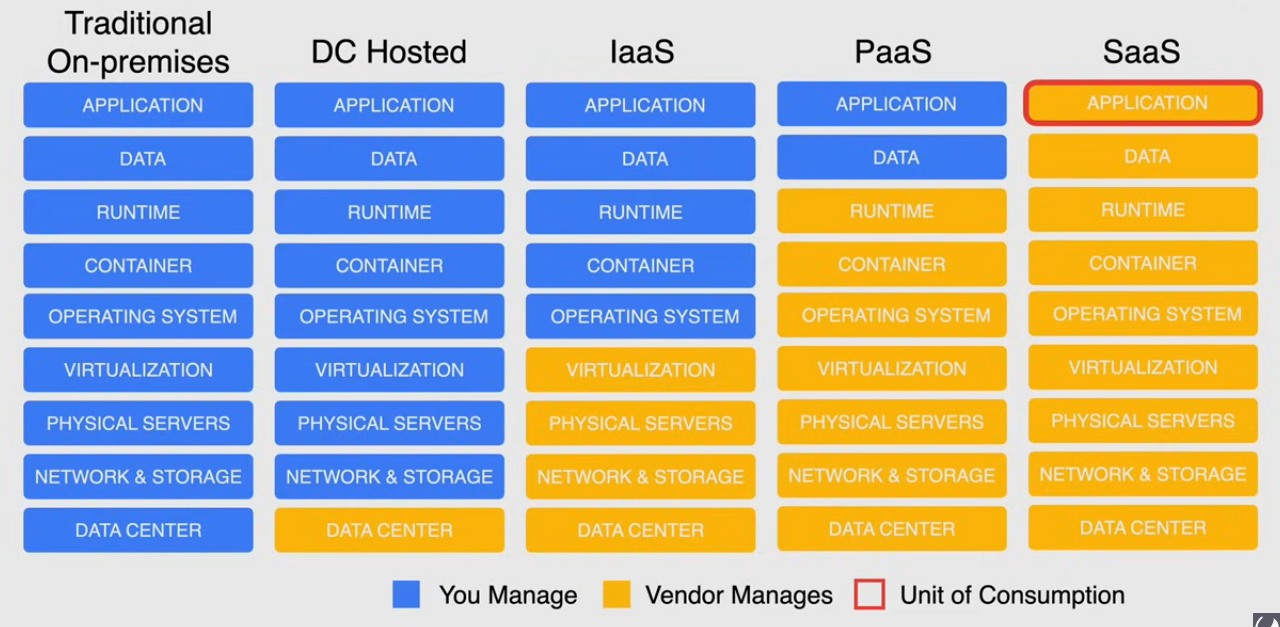 Traditional
On-premises
DC Hosted
IaaS
PaaS
SaaS
APPLICATION
APPLICATION
APPLICATION
APPLICATION
APPLICATION
DATA
DATA
DATA
DATA
DATA
RUNTIME
RUNTIME
RUNTIME
RUNTIME
RUNTIME
CONTAINER
CONTAINER
CONTAINER
CONTAINER
CONTAINER
OPERATING SYSTEM
OPERATING SYSTEM
OPERATING SYSTEM
OPERATING SYSTEM
OPERATING SYSTEM
VIRTUALIZATION
VIRTUALIZATION
VIRTUALIZATION
VIRTUALIZATION
VIRTUALIZATION
PHYSICAL SERVERS
PHYSICAL SERVERS
PHYSICAL SERVERS
PHYSICAL SERVERS
PHYSICAL SERVERS
NETWORK & STORAGE
NETWORK & STORAGE
NETWORK & STORAGE
NETWORK & STORAGE
NETWORK & STORAGE
DATA CENTER
DATA CENTER
DATA CENTER
DATA CENTER
DATA CENTER
You Manage
Vendor Manages
Unit of Consumption